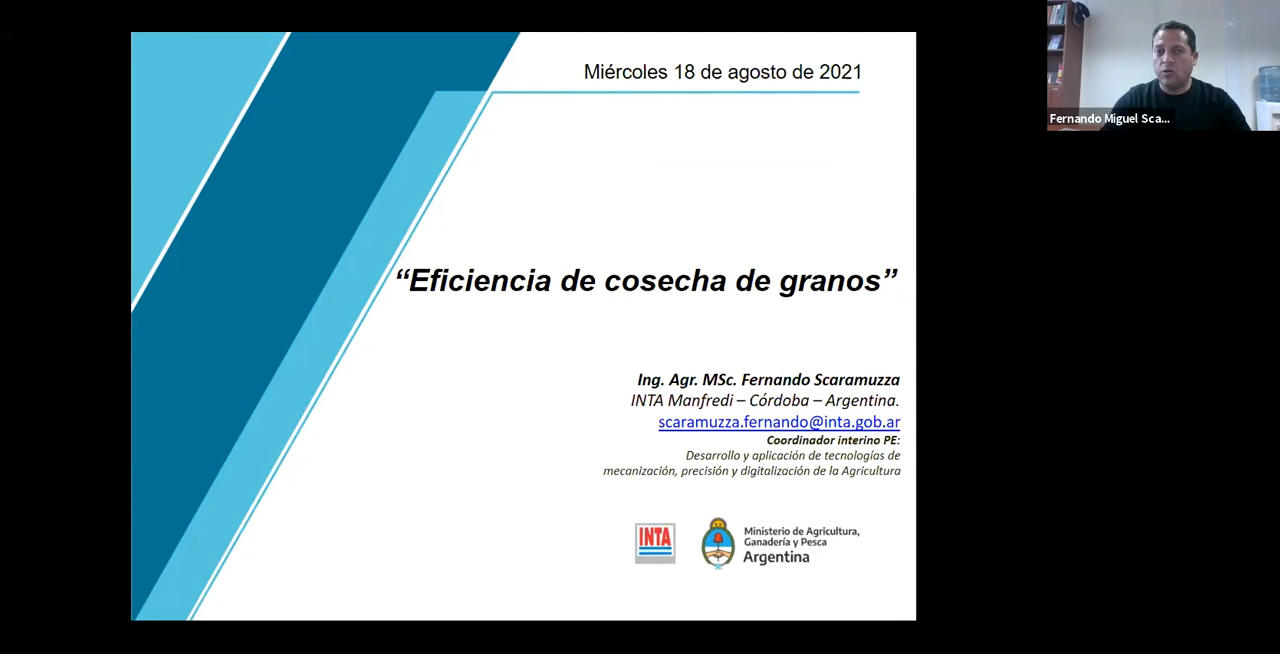 Miércoles 18 de agosto de 2021
Fernando Miguel Sca...
“Eficiencia de cosecha de granos”
Ing. Agr. MSc. Fernando Scaramuzza
INTA Manfredi – Córdoba – Argentina.
scaramuzza.fernando@inta.gob.ar
Coordinador interino PE:
Desarrollo y aplicación de tecnologías de
mecanización, precisión y digitalización de la Agricultura
INTA
Ministerio de Agricultura,
Ganadería y Pesca
Argentina